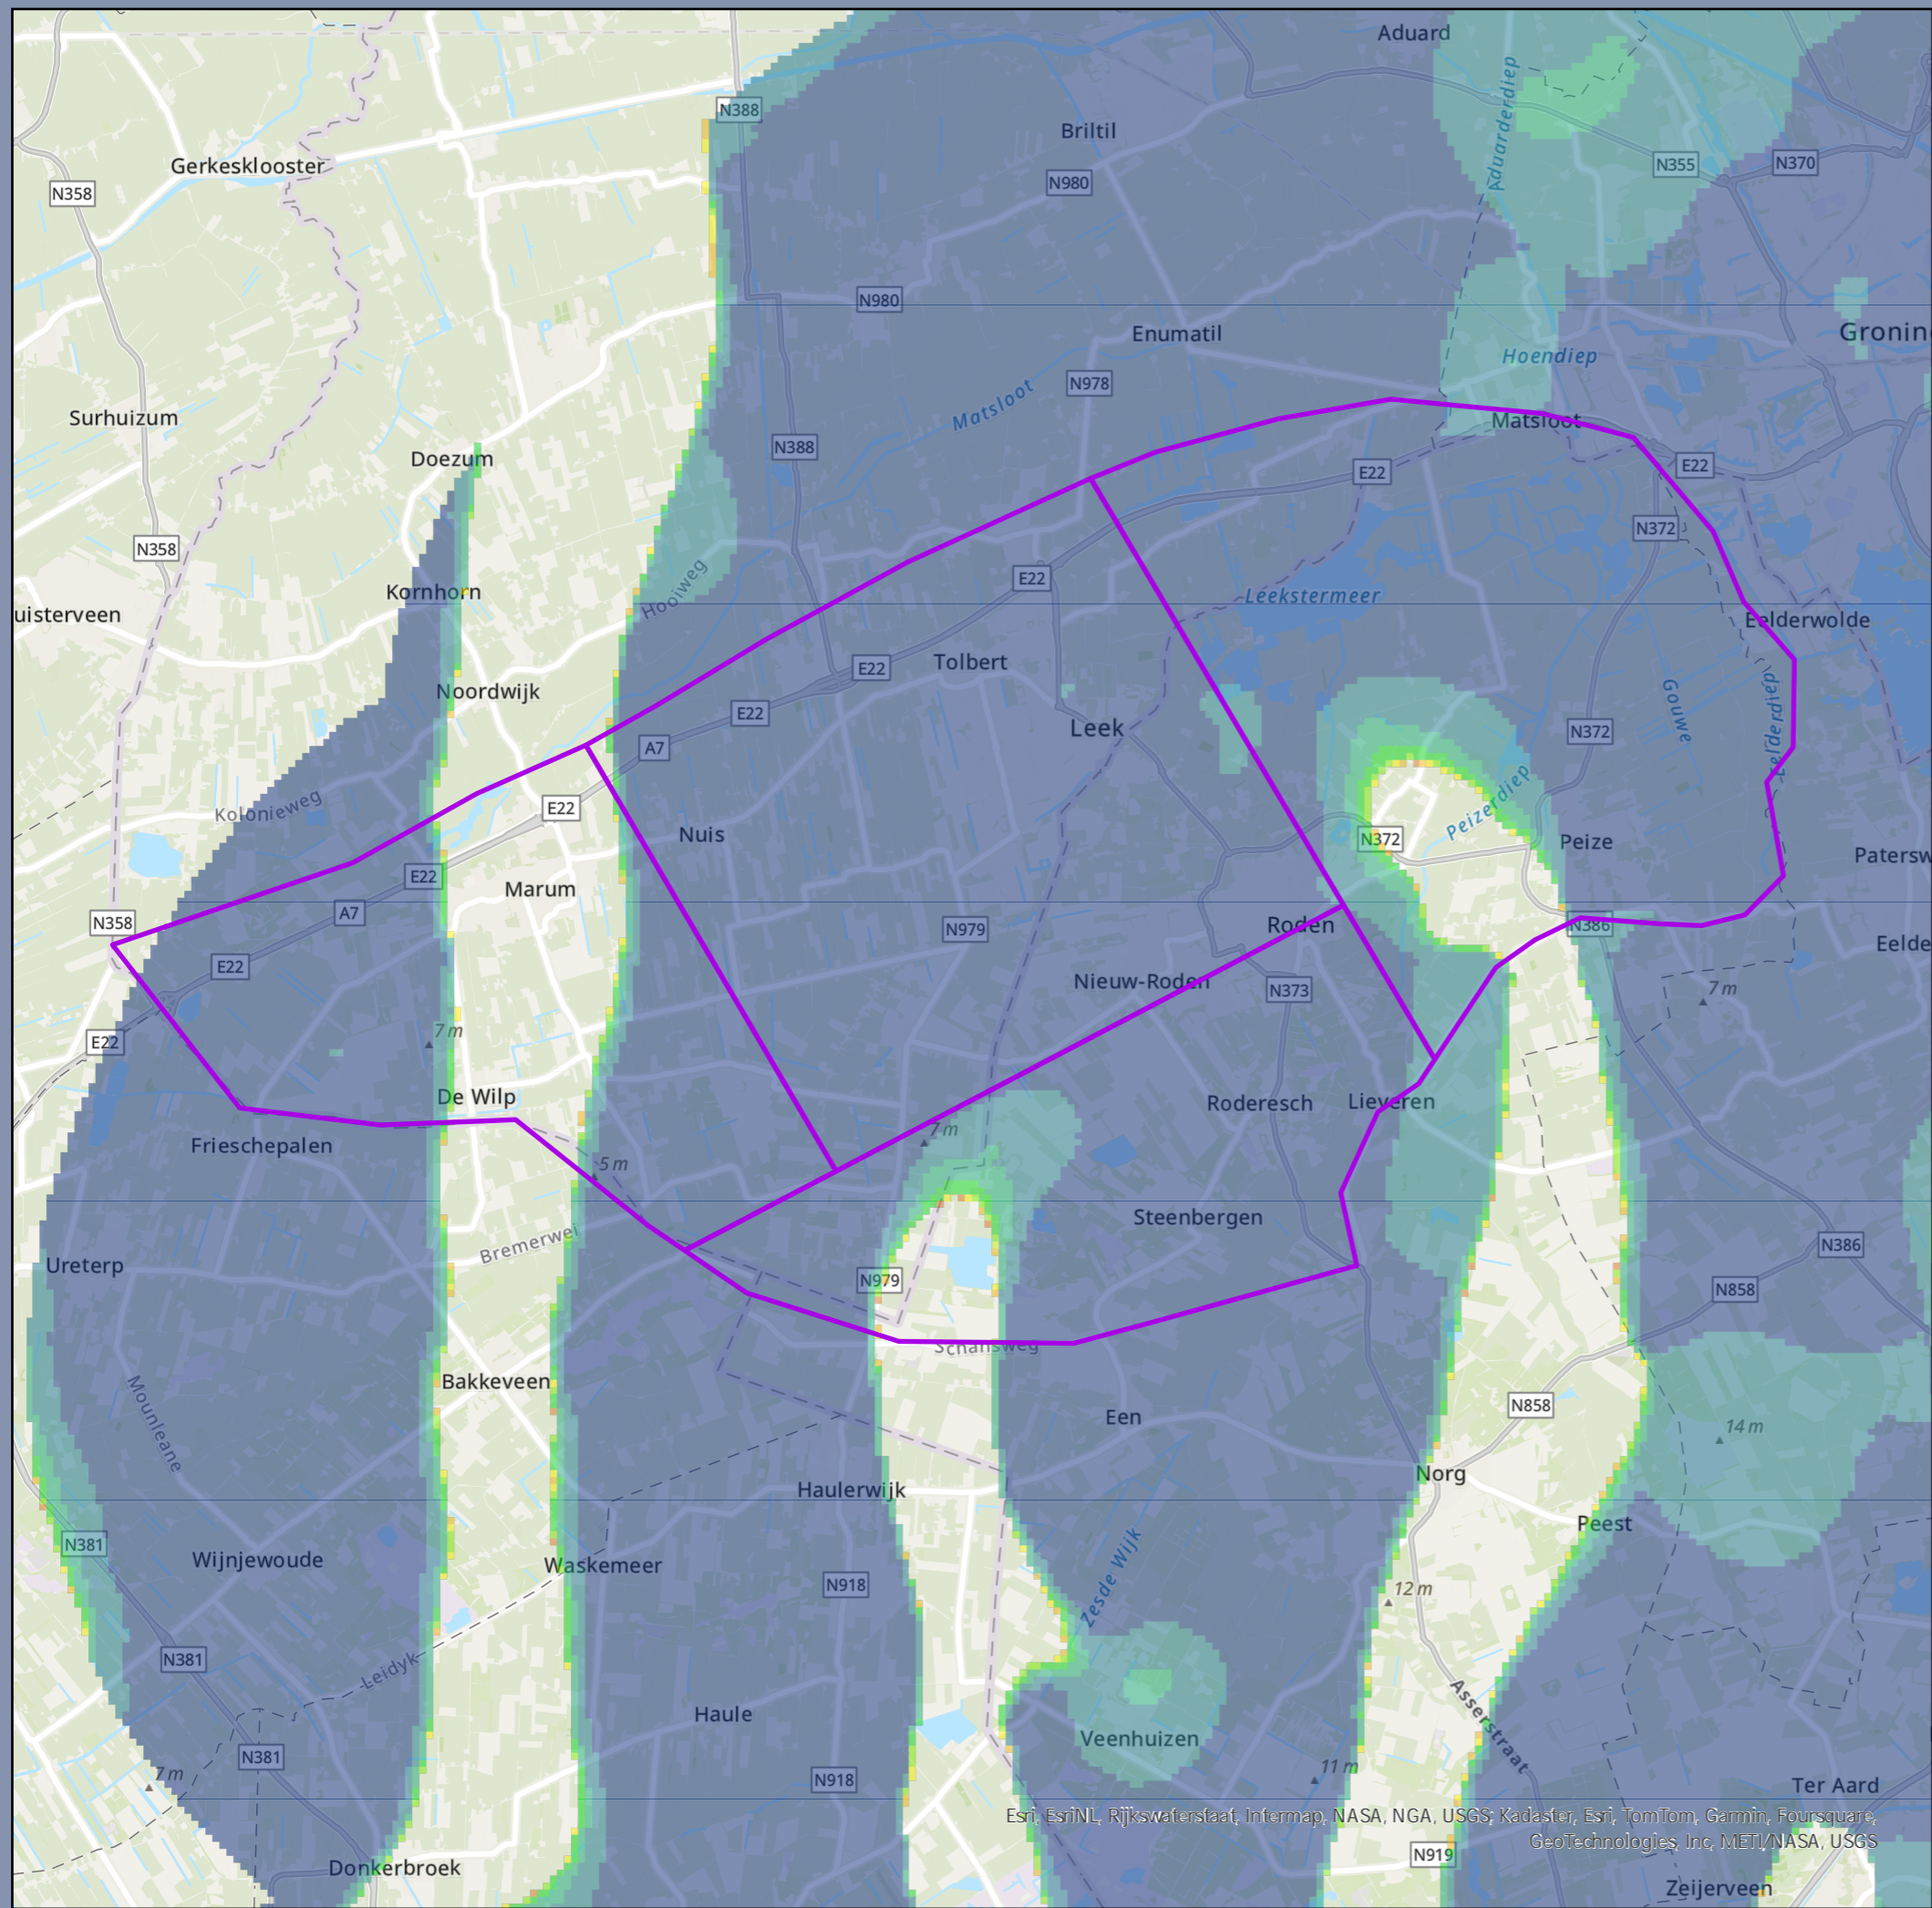 Aduard
N388
Briltil
Aduarderdiep
Gerkesklooster
N355
N370
N358
N980
N980
Enumatil
Gronin
Hoendiep
N978
Matsloot
Surhuizum
Matsloot
Doezum
N388
E22
E22
N372
N358
E22
Hooiweg
Kornhorn
Leekstermeer
uisterveen
Eelderwolde
Tolbert
E22
Noordwijk
Gouwe
Eelderdiep
E22
Leek
N372
A7
Kolonieweg
E22
Peizerdiep
Nuis
N372
Peize
Patersw
E22
Marum
A7
N358
Roden
N979
N386
Eelde
E22
Nieuw-Roden
N373
7 m
7 m
E22
De Wilp
Roderesch
Lieveren
7 m
Frieschepalen
5 m
Steenbergen
Bremerwei
N386
Ureterp
N979
N858
Schansweg
Bakkeveen
N858
Mounleane
Een
14 m
Norg
Haulerwijk
Peest
N381
Wijnjewoude
Waskemeer
Zesde Wijk
N918
12 m
N381
Leidyk
Haule
Asserstraat
Veenhuizen
N381
7 m
11 m
N918
Ter Aard
Esri, EsriNL, Rijkswaterstaat, Intermap, NASA, NGA, USGS; Kadaster, Esri, TomTom, Garmin, Foursquare,
GeoTechnologies, Inc, METI/NASA, USGS
N919
Donkerbroek
Zeijerveen